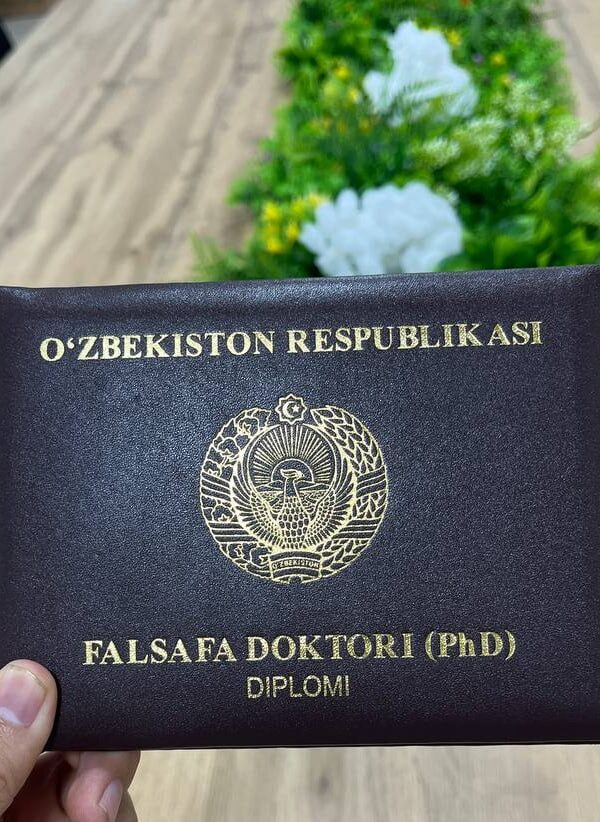 O‘ZBEKISTON RESPUBLIKASI
O‘ZBEKISTON
FALSAFA DOKTORI (PhD)
DIPLOMI